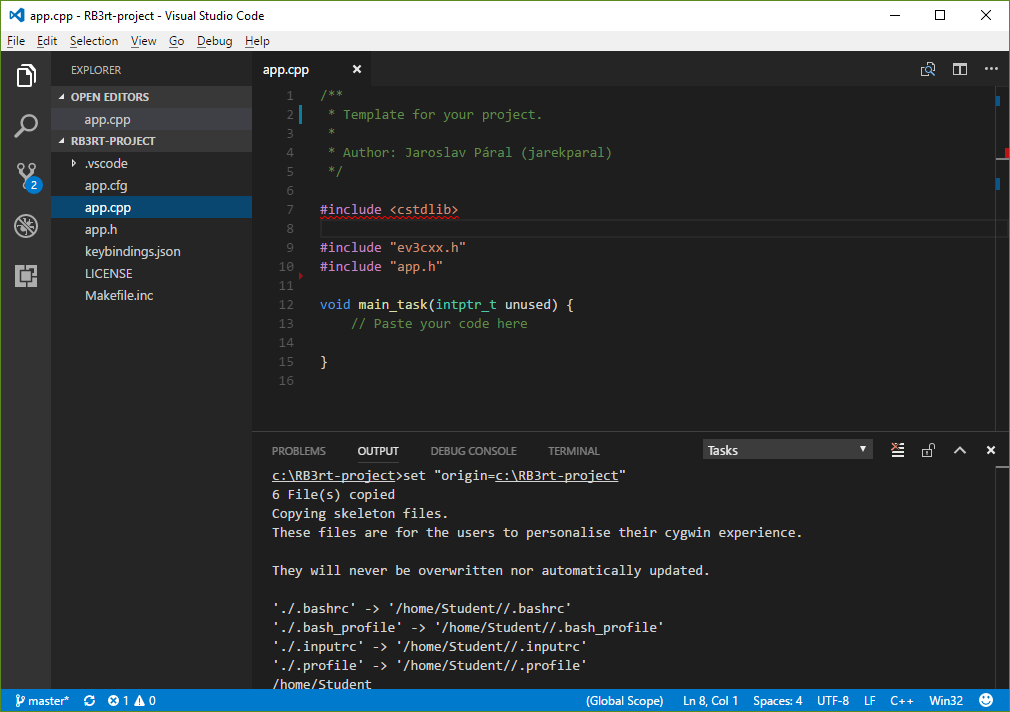 app.cpp - RB3rt-project - Visual Studio Code
File Edit Selection View Go Debug Help
EXPLORER
OPEN EDITORS
app.cpp
RB3RT-PROJECT
.vscode
app.cfg
app.cpp
app.h
keybindings.json
LICENSE
Makefile.inc
2
app.cpp
1 /**
2 * Template for your project.
3 *
4 * Author: Jaroslav Páral (jarekparal)
5 */
6
7 #include <cstdlib>
8
9 #include "ev3cxx.h"
10 #include "app.h"
11
12 void main_task(intptr_t unused) {
13 // Paste your code here
14
15 }
16
PROBLEMS OUTPUT DEBUG CONSOLE TERMINAL Tasks
c:\RB3rt-project>set "origin=c:\RB3rt-project"
6 File(s) copied
Copying skeleton files.
These files are for the users to personalise their cygwin experience.
They will never be overwritten nor automatically updated.
'./.bashrc' -> '/home/Student//.bashrc'
'./.bash_profile' -> '/home/Student//.bash_profile'
'./.inputrc' -> '/home/Student//.inputrc'
'./.profile' -> '/home/Student//.profile'
/home/Student
master* 1 0 (Global Scope) Ln 8, Col 1 Spaces: 4 UTF-8 LF C++ Win32